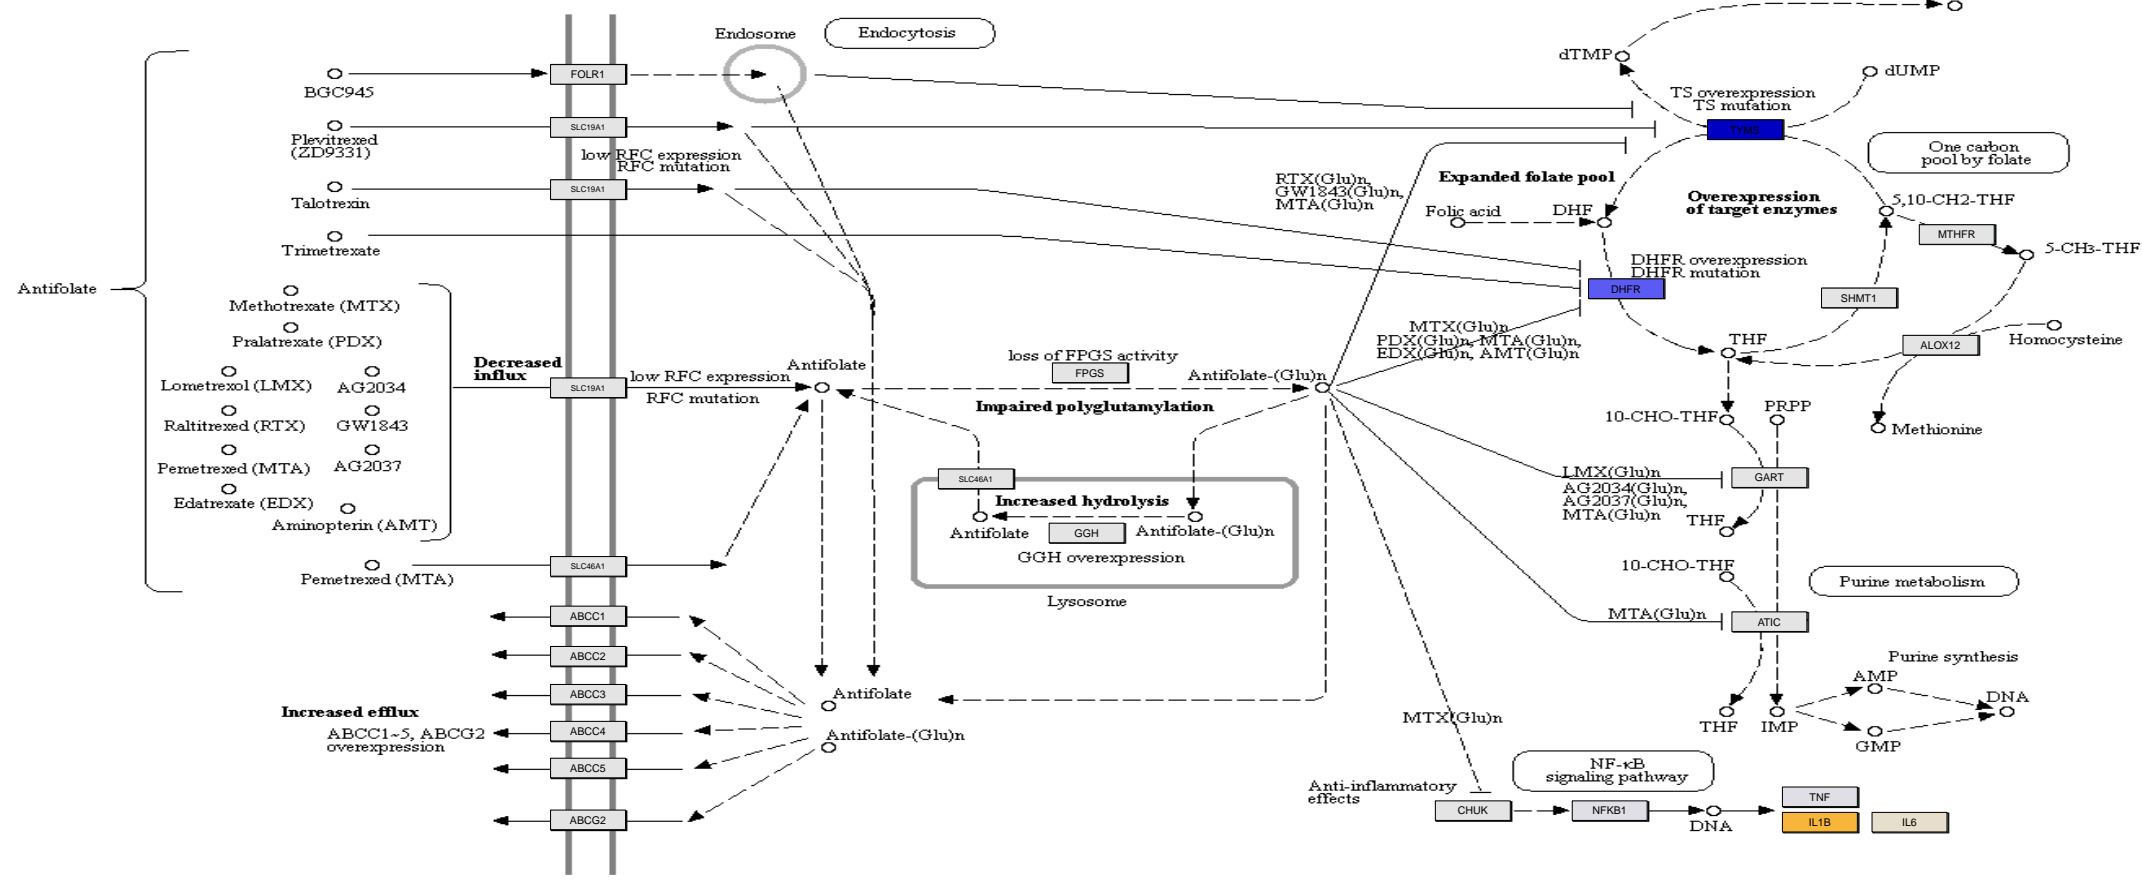 Endosome
Endocytosis
dTMP
dUMP
TS overexpression
TS mutation
TYMS
BGC945
FOLR1
Plevitrexed
(ZD9331)
SLC19A1
low RFC expression
RFC mutation
Talotrexin
SLC19A1
Trimetrexate
RTX(Glu)n,
GW1843(Glu)n,
MTA(Glu)n
Expanded folate pool
Folic acid
DHF
Overexpression
of target enzymes
One carbon
pool by folate
5,10-CH2-THF
MTHFR
5-CH3-THF
DHFR overexpression
DHFR mutation
DHFR
SHMT1
ALOX12
Homocysteine
THF
Methionine
Antifolate
Methotrexate (MTX)
Pralatrexate (PDX)
Lometrexol (LMX)
AG2034
Raltitrexed (RTX)
GW1843
Pemetrexed (MTA)
AG2037
Edatrexate (EDX)
Aminopterin (AMT)
Decreased
influx
SLC19A1
low RFC expression
RFC mutation
Antifolate
loss of FPGS activity
FPGS
Impaired polyglutamylation
Antifolate-(Glu)n
MTX(Glu)n
PDX(Glu)n, MTA(Glu)n,
EDX(Glu)n, AMT(Glu)n
SLC46A1
Increased hydrolysis
Antifolate
GGH
Antifolate-(Glu)n
GGH overexpression
Lysosome
10-CHO-THF
PRPP
LMX(Glu)n
AG2034(Glu)n,
AG2037(Glu)n,
MTA(Glu)n
GART
THF
10-CHO-THF
Purine metabolism
MTA(Glu)n
ATIC
Purine synthesis
THF
IMP
AMP
GMP
DNA
Pemetrexed (MTA)
SLC46A1
ABCC1
ABCC2
ABCC3
ABCC4
ABCC5
ABCG2
Increased efflux
ABCC1~5, ABCG2
overexpression
Antifolate
Antifolate-(Glu)n
MTX(Glu)n
Anti-inflammatory
effects
NF-κB
signaling pathway
CHUK
NFKB1
DNA
TNF
IL1B
IL6